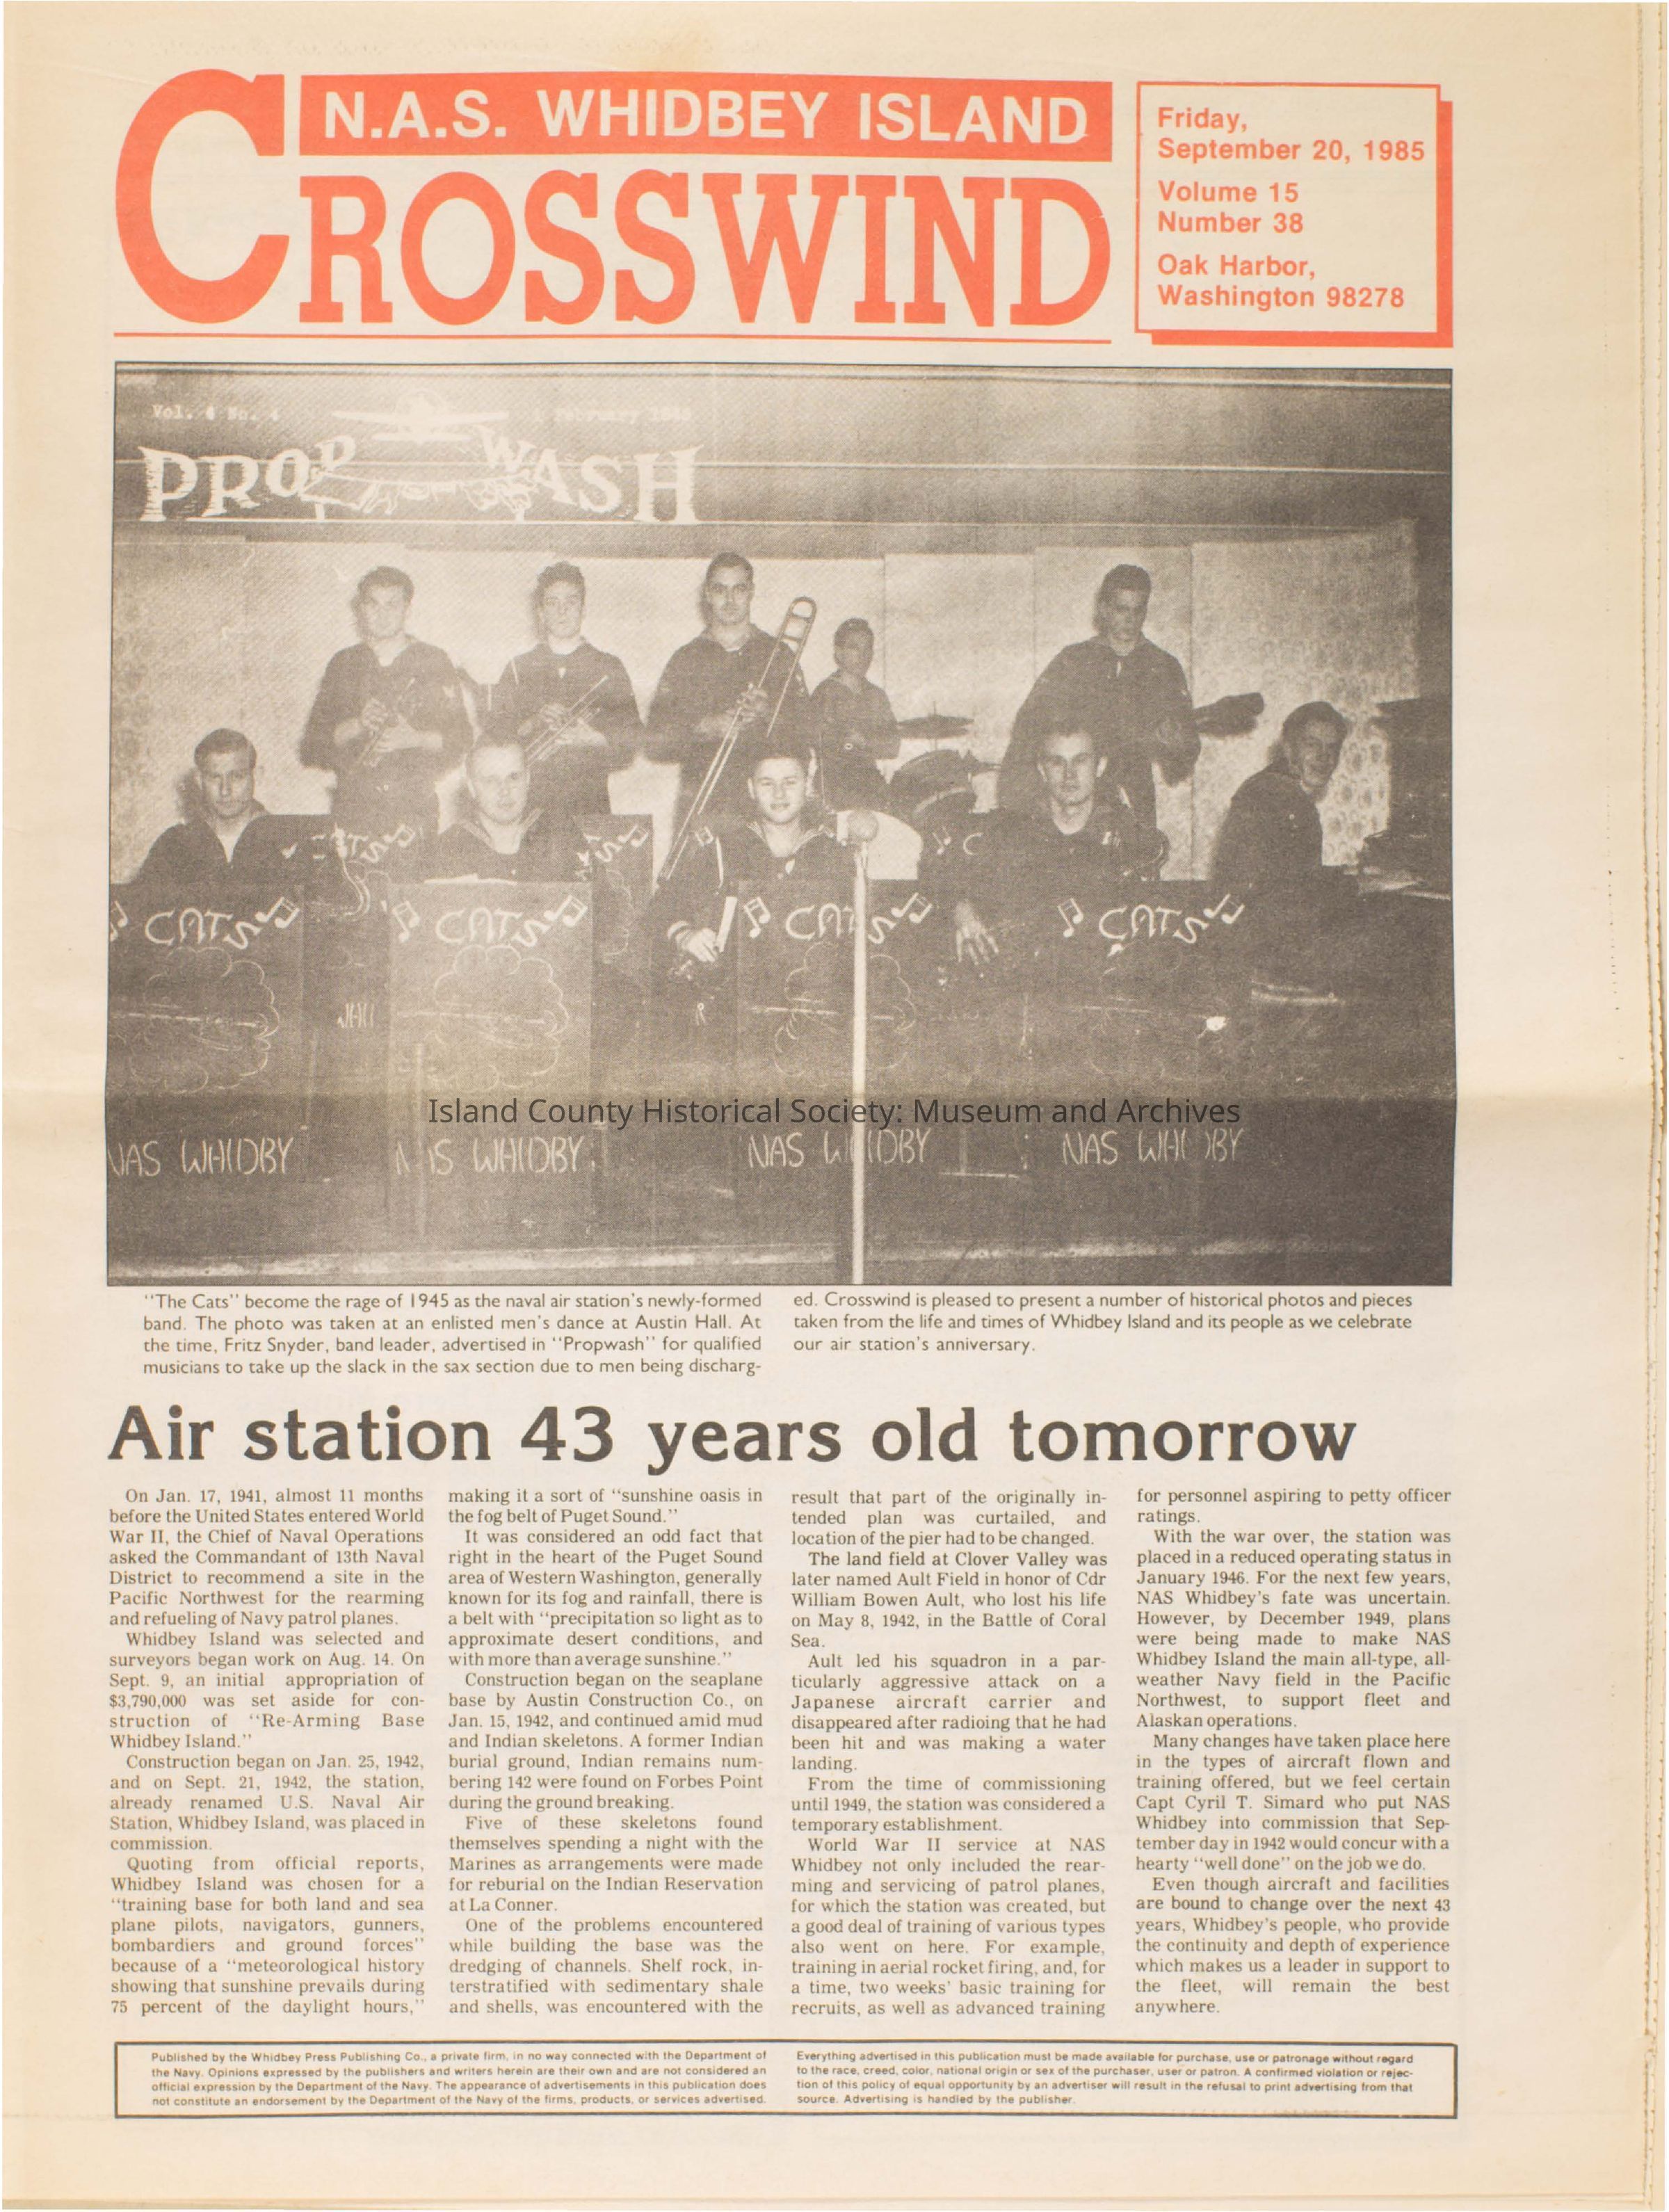 N.A.S. WHIDBEY ISLAND
CROSSWIND
Friday,
September 20, 1985
Volume 15
Number 38
Oak Harbor,
Washington 98278
Vol. 4 No. 4
PROP WASH
CATS
CATS
CATS
CATS
NAS WHIDBY
NAS WHIDBY
NAS WHIDBY
Island County Historical Society: Museum and Archives
"The Cats" become the rage of 1945 as the naval air station's newly-formed
band. The photo was taken at an enlisted men's dance at Austin Hall. At
the time, Fritz Snyder, band leader, advertised in "Propwash" for qualified
musicians to take up the slack in the sax section due to men being discharg-
ed. Crosswind is pleased to present a number of historical photos and pieces
taken from the life and times of Whidbey Island and its people as we celebrate
our air station's anniversary.
Air station 43 years old tomorrow
On Jan. 17, 1941, almost 11 months
before the United States entered World
War II, the Chief of Naval Operations
asked the Commandant of 13th Naval
District to recommend a site in the
Pacific Northwest for the rearming
and refueling of Navy patrol planes.
Whidbey Island was selected and
surveyors began work on Aug. 14. On
Sept. 9, an initial appropriation of
$3,790,000 was set aside for con-
struction of "Re-Arming Base
Whidbey Island."
Construction began on Jan. 25, 1942,
and on Sept. 21, 1942, the station,
already renamed U.S. Naval Air
Station, Whidbey Island, was placed in
commission.
Quoting from official reports,
Whidbey Island was chosen for a
"training base for both land and sea
plane pilots, navigators, gunners,
bombardiers and ground forces"
because of a "meteorological history
showing that sunshine prevails during
75 percent of the daylight hours,"
making it a sort of "sunshine oasis in
the fog belt of Puget Sound."
It was considered an odd fact that
right in the heart of the Puget Sound
area of Western Washington, generally
known for its fog and rainfall, there is
a belt with "precipitation so light as to
approximate desert conditions, and
with more than average sunshine."
Construction began on the seaplane
base by Austin Construction Co., on
Jan. 15, 1942, and continued amid mud
and Indian skeletons. A former Indian
burial ground, Indian remains num-
bering 142 were found on Forbes Point
during the ground breaking.
Five of these skeletons found
themselves spending a night with the
Marines as arrangements were made
for reburial on the Indian Reservation
at La Conner.
One of the problems encountered
while building the base was the
dredging of channels. Shelf rock, in-
terstratified with sedimentary shale
and shells, was encountered with the
result that part of the originally in-
tended plan was curtailed, and
location of the pier had to be changed.
The land field at Clover Valley was
later named Ault Field in honor of Cdr
William Bowen Ault, who lost his life
on May 8, 1942, in the Battle of Coral
Sea.
Ault led his squadron in a par-
ticularly aggressive attack on a
Japanese aircraft carrier and
disappeared after radioing that he had
been hit and was making a water
landing.
From the time of commissioning
until 1949, the station was considered a
temporary establishment.
World War II service at NAS
Whidbey not only included the rear-
ming and servicing of patrol planes,
for which the station was created, but
a good deal of training of various types
also went on here. For example,
training in aerial rocket firing, and, for
a time, two weeks' basic training for
recruits, as well as advanced training
for personnel aspiring to petty officer
ratings.
With the war over, the station was
placed in a reduced operating status in
January 1946. For the next few years,
NAS Whidbey's fate was uncertain.
However, by December 1949, plans
were being made to make NAS
Whidbey Island the main all-type, all-
weather Navy field in the Pacific
Northwest, to support fleet and
Alaskan operations.
Many changes have taken place here
in the types of aircraft flown and
training offered, but we feel certain
Capt Cyril T. Simard who put NAS
Whidbey into commission that Sep-
tember day in 1942 would concur with a
hearty "well done" on the job we do.
Even though aircraft and facilities
are bound to change over the next 43
years, Whidbey's people, who provide
the continuity and depth of experience
which makes us a leader in support to
the fleet, will remain the best
anywhere.
Published by the Whidbey Press Publishing Co., a private firm, in no way connected with the Department of
the Navy. Opinions expressed by the publishers and writers herein are their own and are not considered an
official expression by the Department of the Navy. The appearance of advertisements in this publication does
not constitute an endorsement by the Department of the Navy of the firms, products, or services advertised.
Everything advertised in this publication must be made available for purchase, use or patronage without regard
to the race, creed, color, national origin or sex of the purchaser, user or patron. A confirmed violation or rejec-
tion of this policy of equal opportunity by an advertiser will result in the refusal to print advertising from that
source. Advertising is handled by the publisher.